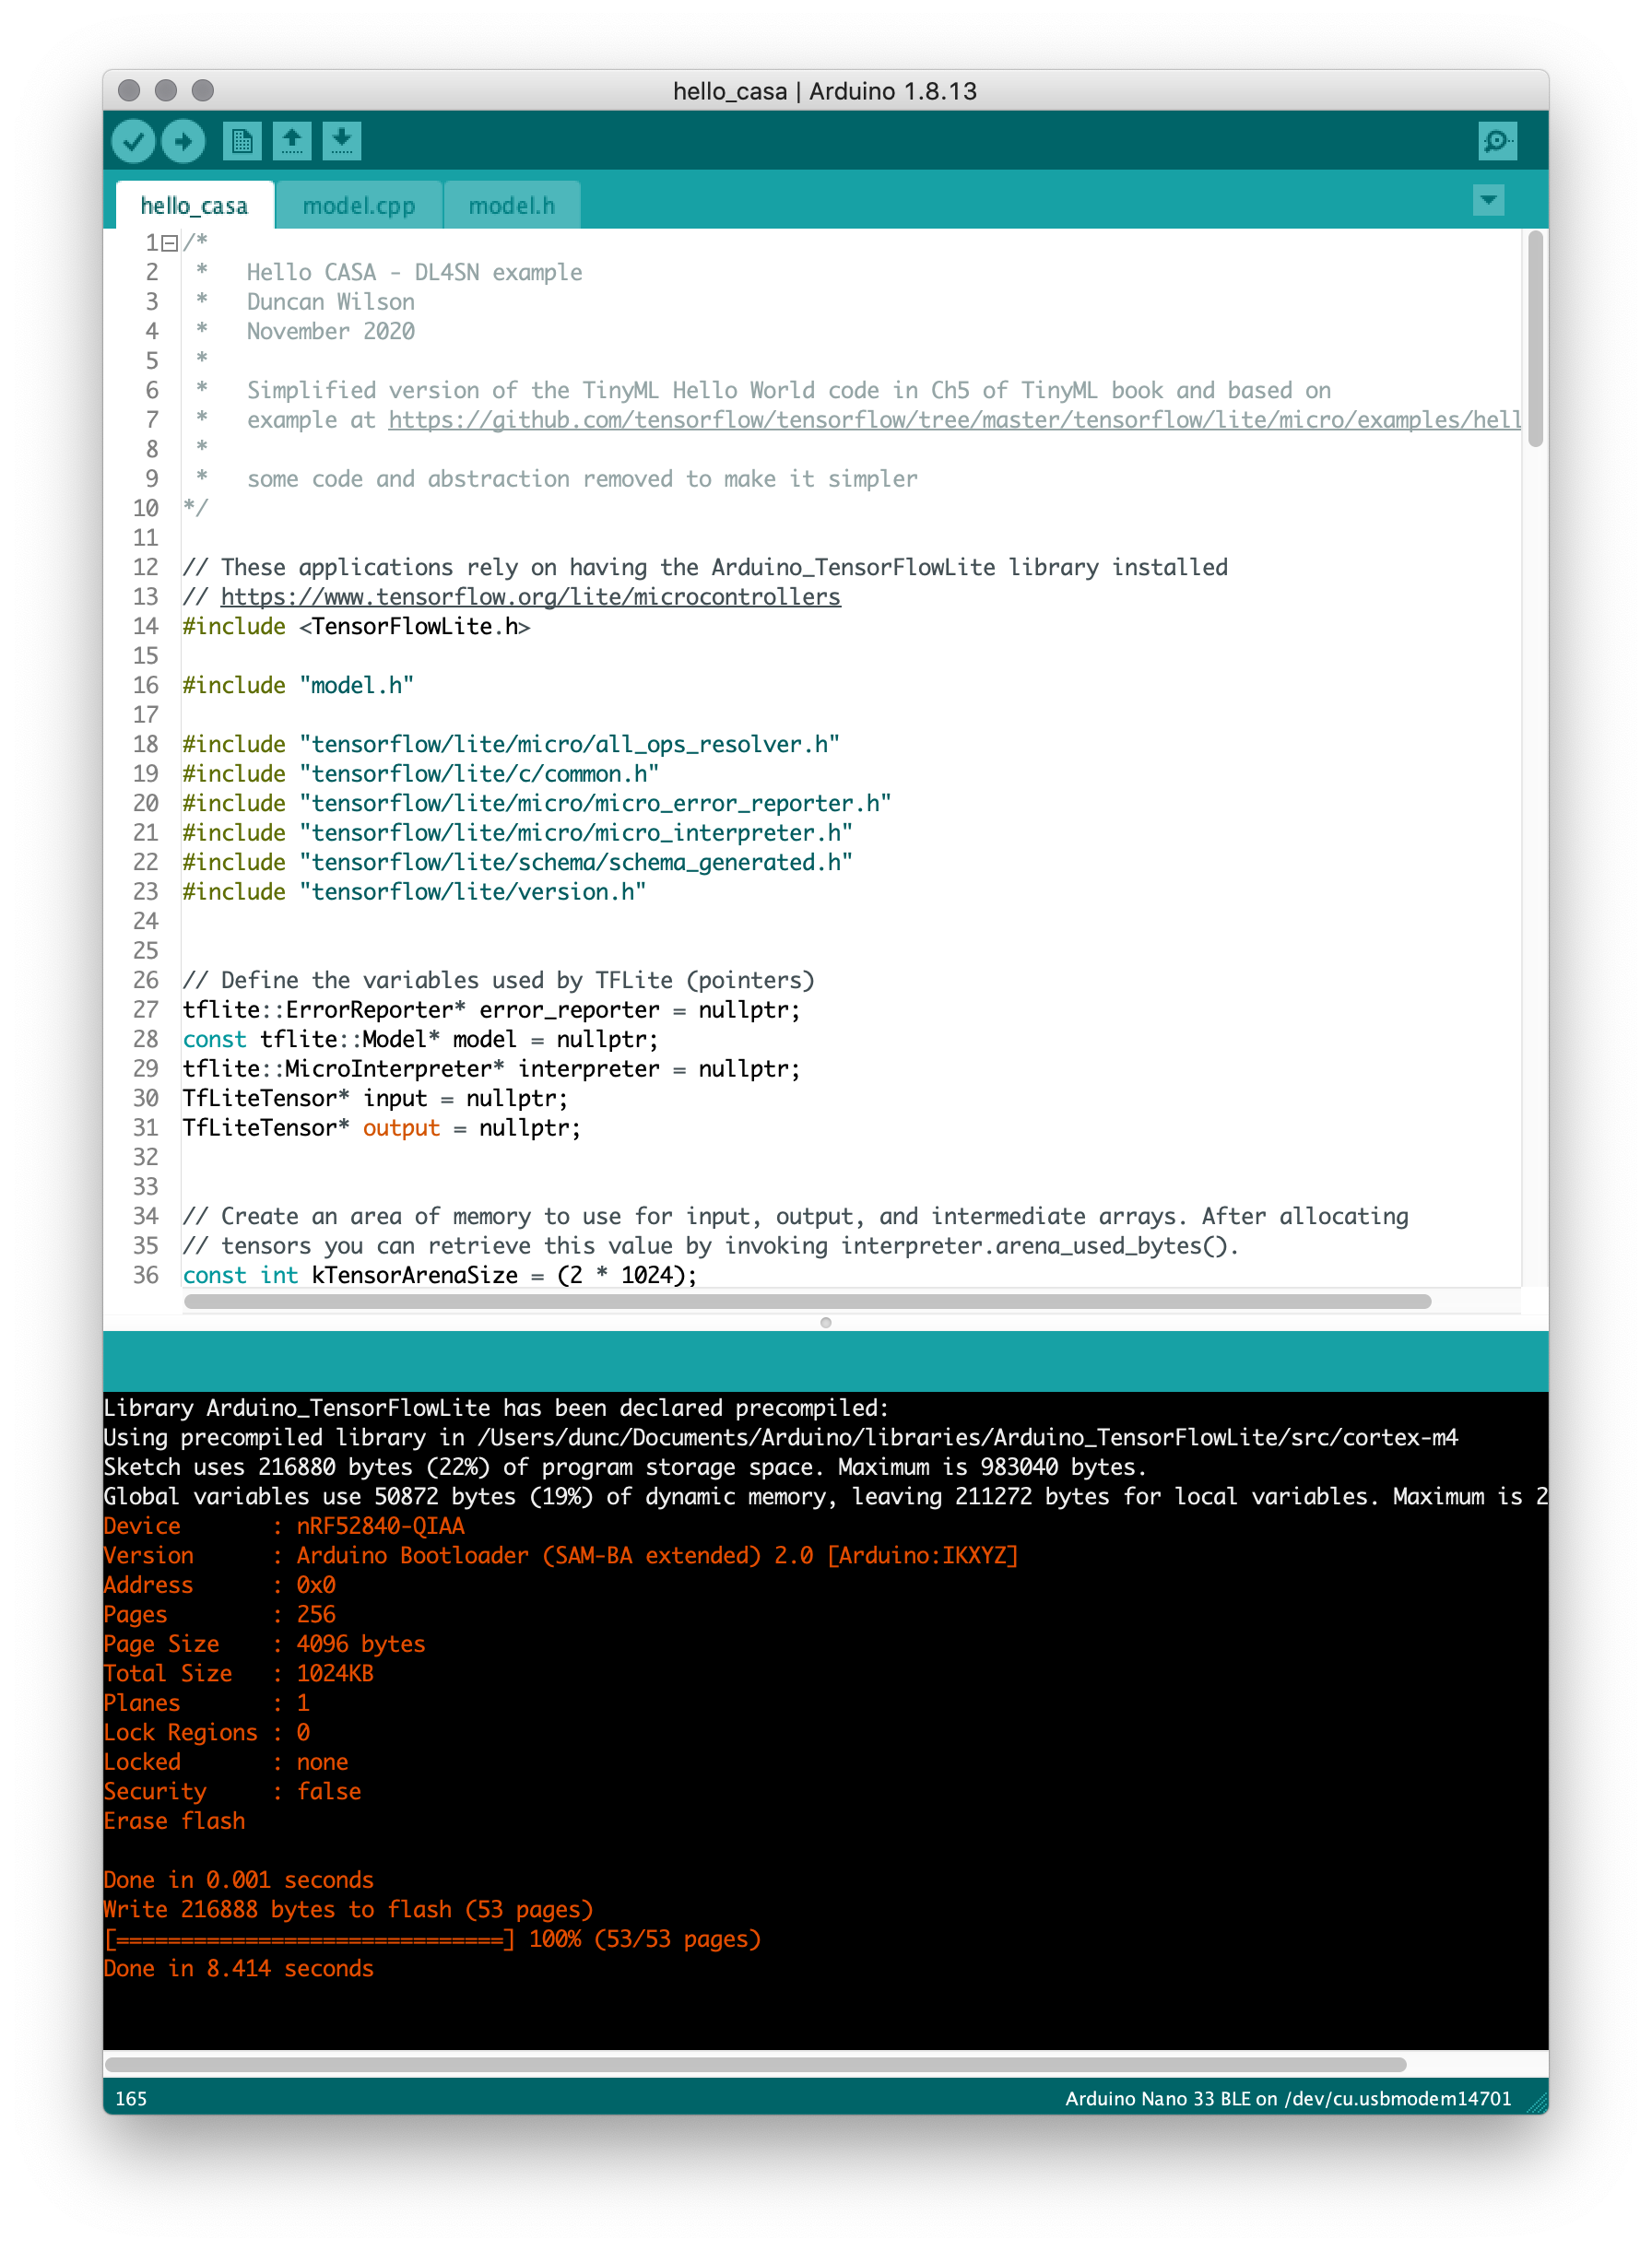 hello_casa | Arduino 1.8.13
hello_casa model.cpp model.h
1 /*
2 * Hello CASA - DL4SN example
3 * Duncan Wilson
4 * November 2020
5 *
6 * Simplified version of the TinyML Hello World code in Ch5 of TinyML book and based on
7 * example at https://github.com/tensorflow/tensorflow/tree/master/tensorflow/lite/micro/examples/hell
8 *
9 * some code and abstraction removed to make it simpler
10 */
11
12 // These applications rely on having the Arduino_TensorFlowLite library installed
13 // https://www.tensorflow.org/lite/microcontrollers
14 #include <TensorFlowLite.h>
15
16 #include "model.h"
17
18 #include "tensorflow/lite/micro/all_ops_resolver.h"
19 #include "tensorflow/lite/c/common.h"
20 #include "tensorflow/lite/micro/micro_error_reporter.h"
21 #include "tensorflow/lite/micro/micro_interpreter.h"
22 #include "tensorflow/lite/schema/schema_generated.h"
23 #include "tensorflow/lite/version.h"
24
25
26 // Define the variables used by TFLite (pointers)
27 tflite::ErrorReporter* error_reporter = nullptr;
28 const tflite::Model* model = nullptr;
29 tflite::MicroInterpreter* interpreter = nullptr;
30 TfLiteTensor* input = nullptr;
31 TfLiteTensor* output = nullptr;
32
33
34 // Create an area of memory to use for input, output, and intermediate arrays. After allocating
35 // tensors you can retrieve this value by invoking interpreter.arena_used_bytes().
36 const int kTensorArenaSize = (2 * 1024);
Library Arduino_TensorFlowLite has been declared precompiled:
Using precompiled library in /Users/dunc/Documents/Arduino/libraries/Arduino_TensorFlowLite/src/cortex-m4
Sketch uses 216880 bytes (22%) of program storage space. Maximum is 983040 bytes.
Global variables use 50872 bytes (19%) of dynamic memory, leaving 211272 bytes for local variables. Maximum is 2
Device : nRF52840-QIAA
Version : Arduino Bootloader (SAM-BA extended) 2.0 [Arduino:IKXYZ]
Address : 0x0
Pages : 256
Page Size : 4096 bytes
Total Size : 1024KB
Planes : 1
Lock Regions : 0
Locked : none
Security : false
Erase flash
Done in 0.001 seconds
Write 216888 bytes to flash (53 pages)
[==============================] 100% (53/53 pages)
Done in 8.414 seconds
165 Arduino Nano 33 BLE on /dev/cu.usbmodem14701